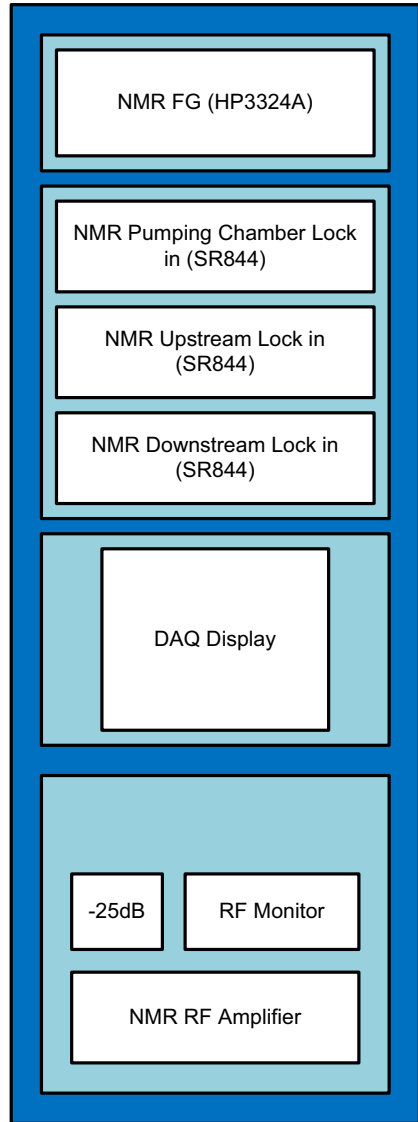 NMR FG (HP3324A)
NMR Pumping Chamber Lock
in (SR844)
NMR Upstream Lock in
(SR844)
NMR Downstream Lock in
(SR844)
DAQ Display
-25dB
RF Monitor
NMR RF Amplifier